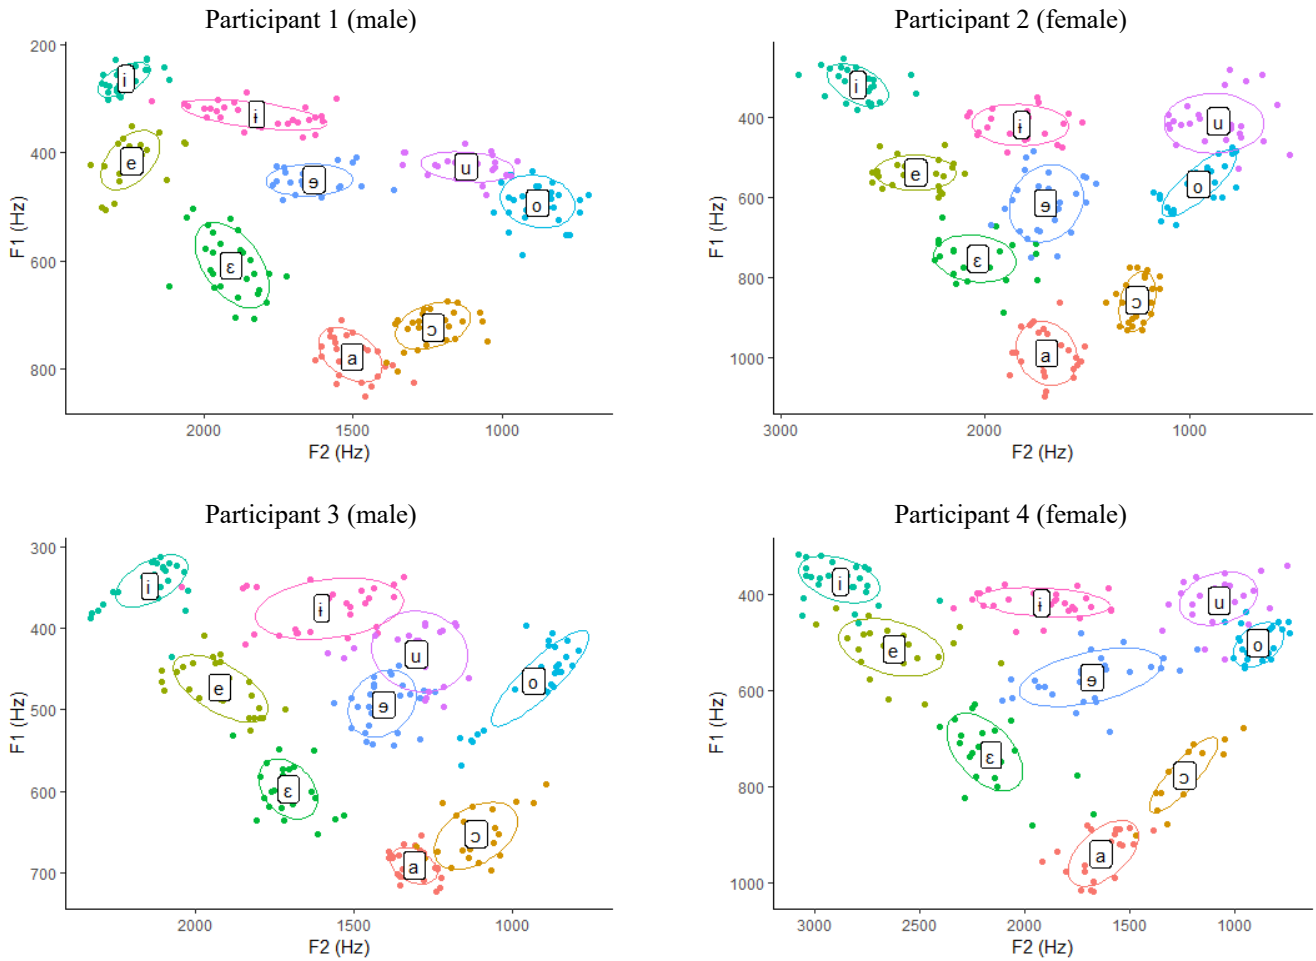 Participant 1 (male)
200
400
600
800
F1 (Hz)
i
ɨ
e
ɘ
u
o
ɛ
ɔ
a
2000
1500
1000
F2 (Hz)
Participant 2 (female)
400
600
800
1000
F1 (Hz)
i
ɨ
u
e
o
ɘ
ɛ
ɔ
a
3000
2000
1000
F2 (Hz)
Participant 3 (male)
300
400
500
600
700
F1 (Hz)
i
ɨ
u
e
o
ɘ
ɛ
ɔ
a
2000
1500
1000
F2 (Hz)
Participant 4 (female)
400
600
800
1000
F1 (Hz)
i
ɨ
u
e
o
ɘ
ɛ
ɔ
a
3000
2500
2000
1500
1000
F2 (Hz)